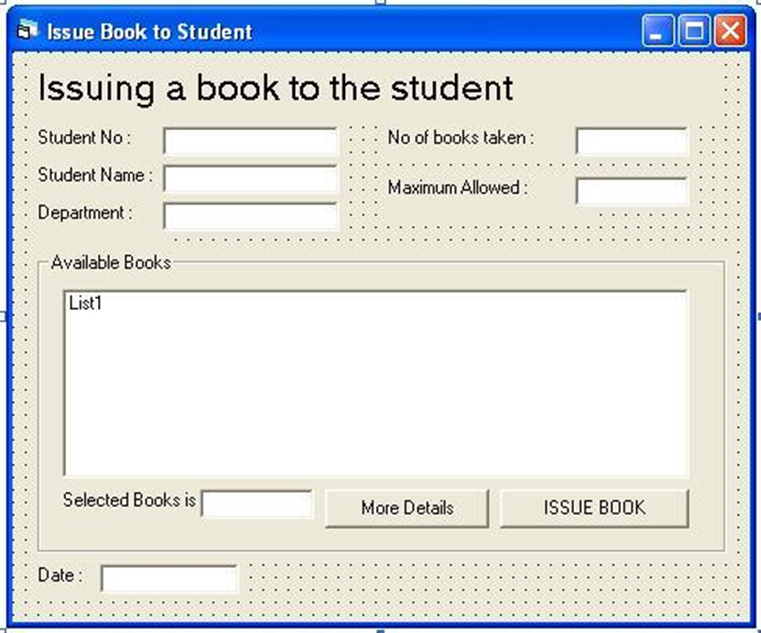 Issue Book to Student
Issuing a book to the student
Student No :
No of books taken :
Student Name :
Maximum Allowed :
Department :
Available Books
List1
Selected Books is
More Details
ISSUE BOOK
Date :